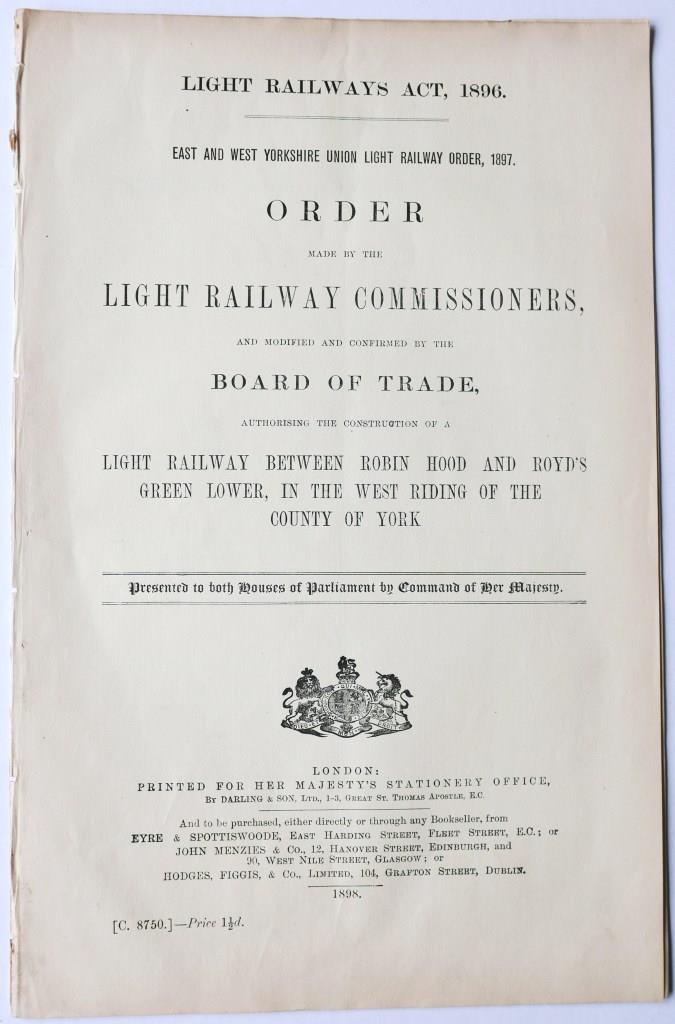 LIGHT RAILWAYS ACT, 1896.
EAST AND WEST YORKSHIRE UNION LIGHT RAILWAY ORDER, 1897.
ORDER
MADE BY THE
LIGHT RAILWAY COMMISSIONERS,
AND MODIFIED AND CONFIRMED BY THE
BOARD OF TRADE,
AUTHORISING THE CONSTRUCTION OF A
LIGHT RAILWAY BETWEEN ROBIN HOOD AND ROYD'S
GREEN LOWER, IN THE WEST RIDING OF THE
COUNTY OF YORK
Presented to both Houses of Parliament by Command of Her Majesty.
LONDON:
PRINTED FOR HER MAJESTY'S STATIONERY OFFICE,
BY DARLING & SON, LTD., 1-3, GREAT ST. THOMAS APOSTLE, E.C.
And to be purchased, either directly or through any Bookseller, from
EYRE & SPOTTISWOODE, EAST HARDING STREET, FLEET STREET, E.C.; or
JOHN MENZIES & Co., 12, HANOVER STREET, EDINBURGH, and
90, WEST NILE STREET, GLASGOW; or
HODGES, FIGGIS, & Co., LIMITED, 104, GRAFTON STREET, DUBLIN.
1898.
[C. 8750.]—Price 1½d.